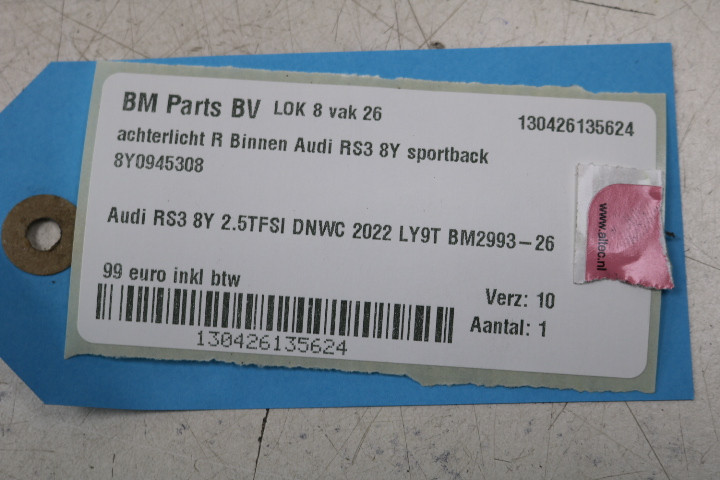 BM Parts BV LOK 8 vak 26 130426135624
achterlicht R Binnen Audi RS3 8Y sportback
8Y0945308
Audi RS3 8Y 2.5TFSI DNWC 2022 LY9T BM2993-26
99 euro inkl btw
Verz: 10
Aantal: 1
130426135624
www.altec.nl